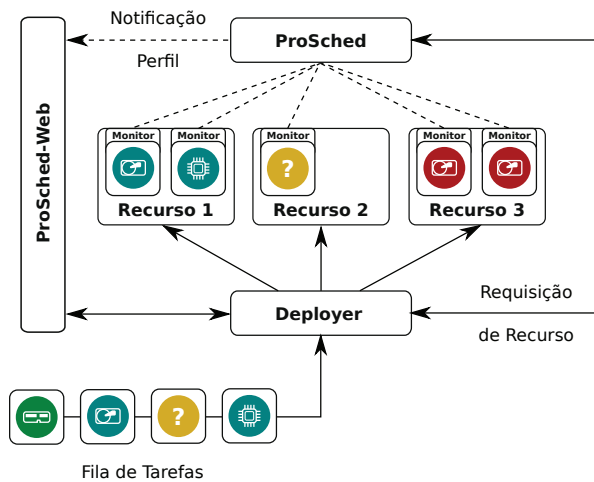 Notificação
Perfil
ProSched
ProSched-Web
Monitor
Monitor
Monitor
Monitor
Monitor
?
Recurso 1
Recurso 2
Recurso 3
Deployer
Requisição
de Recurso
?
Fila de Tarefas